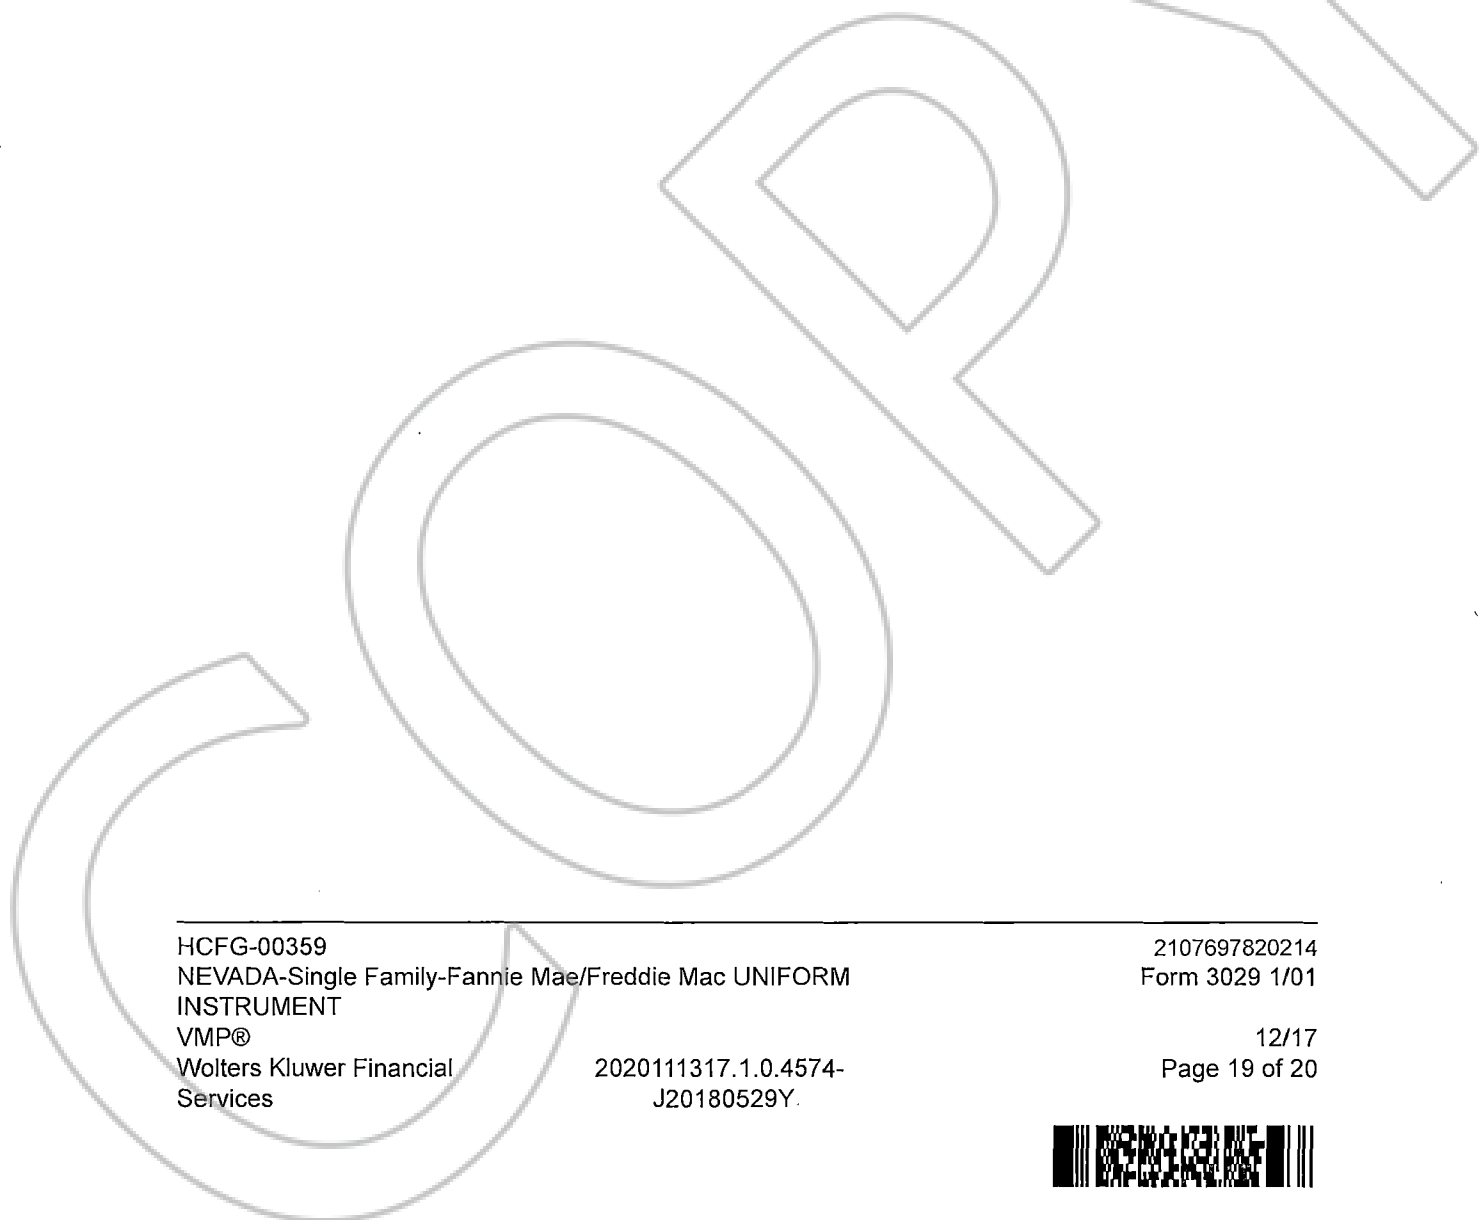 COPY
HCFG-00359 2107697820214
NEVADA-Single Family-Fannie Mae/Freddie Mac UNIFORM Form 3029 1/01
INSTRUMENT
VMP® 12/17
Wolters Kluwer Financial 2020111317.1.0.4574- Page 19 of 20
Services J20180529Y